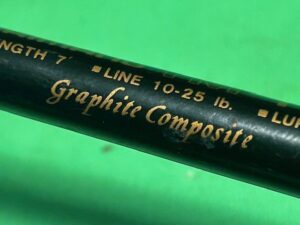 NGTH 7' ■ LINE 10-25 lb. ■ LU
Graphite Composite